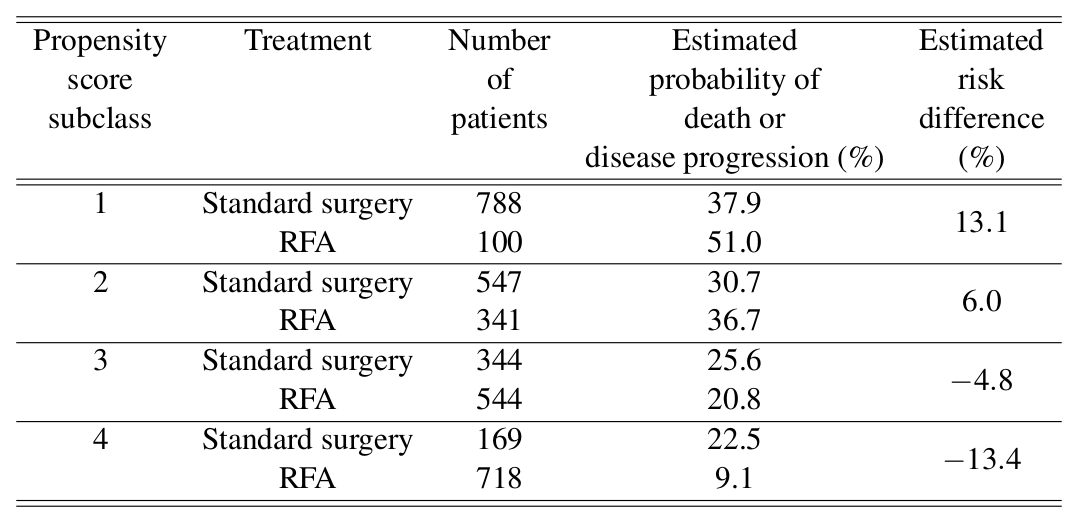 Propensity Treatment Number Estimated Estimated
score of probability of risk
subclass patients death or difference
disease progression (%) (%)
1 Standard surgery 788 37.9 13.1
RFA 100 51.0
2 Standard surgery 547 30.7 6.0
RFA 341 36.7
3 Standard surgery 344 25.6 −4.8
RFA 544 20.8
4 Standard surgery 169 22.5 −13.4
RFA 718 9.1